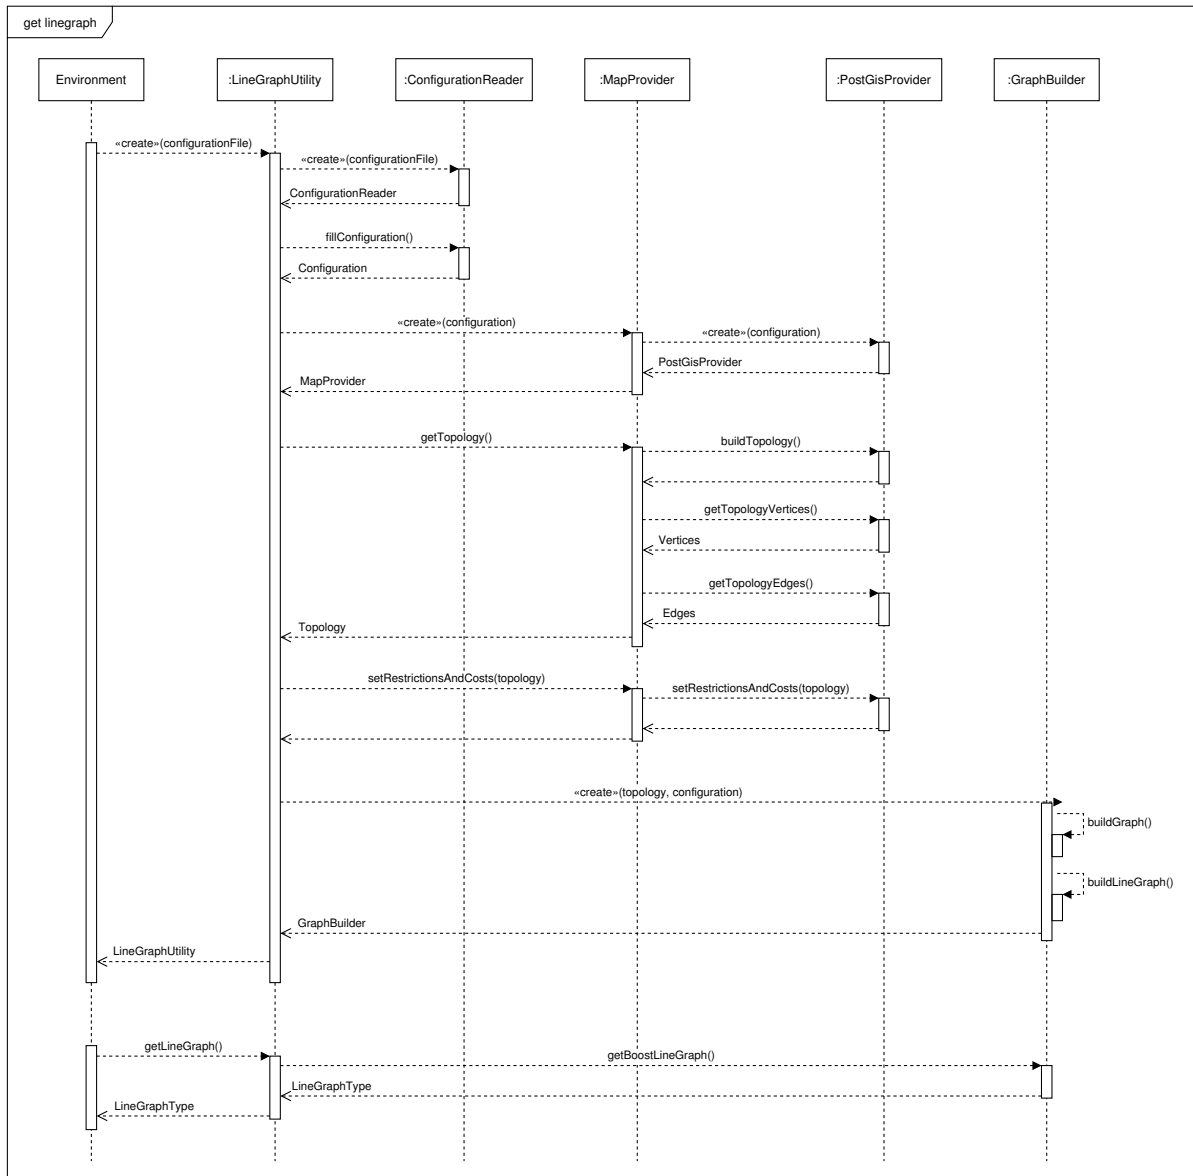 get linegraph
Environment
:LineGraphUtility
:ConfigurationReader
:MapProvider
:PostGisProvider
:GraphBuilder
«create»(configurationFile)
«create»(configurationFile)
ConfigurationReader
fillConfiguration()
Configuration
«create»(configuration)
«create»(configuration)
PostGisProvider
MapProvider
getTopology()
buildTopology()
getTopologyVertices()
Vertices
getTopologyEdges()
Edges
Topology
setRestrictionsAndCosts(topology)
setRestrictionsAndCosts(topology)
«create»(topology, configuration)
buildGraph()
buildLineGraph()
GraphBuilder
LineGraphUtility
getLineGraph()
getBoostLineGraph()
LineGraphType
LineGraphType